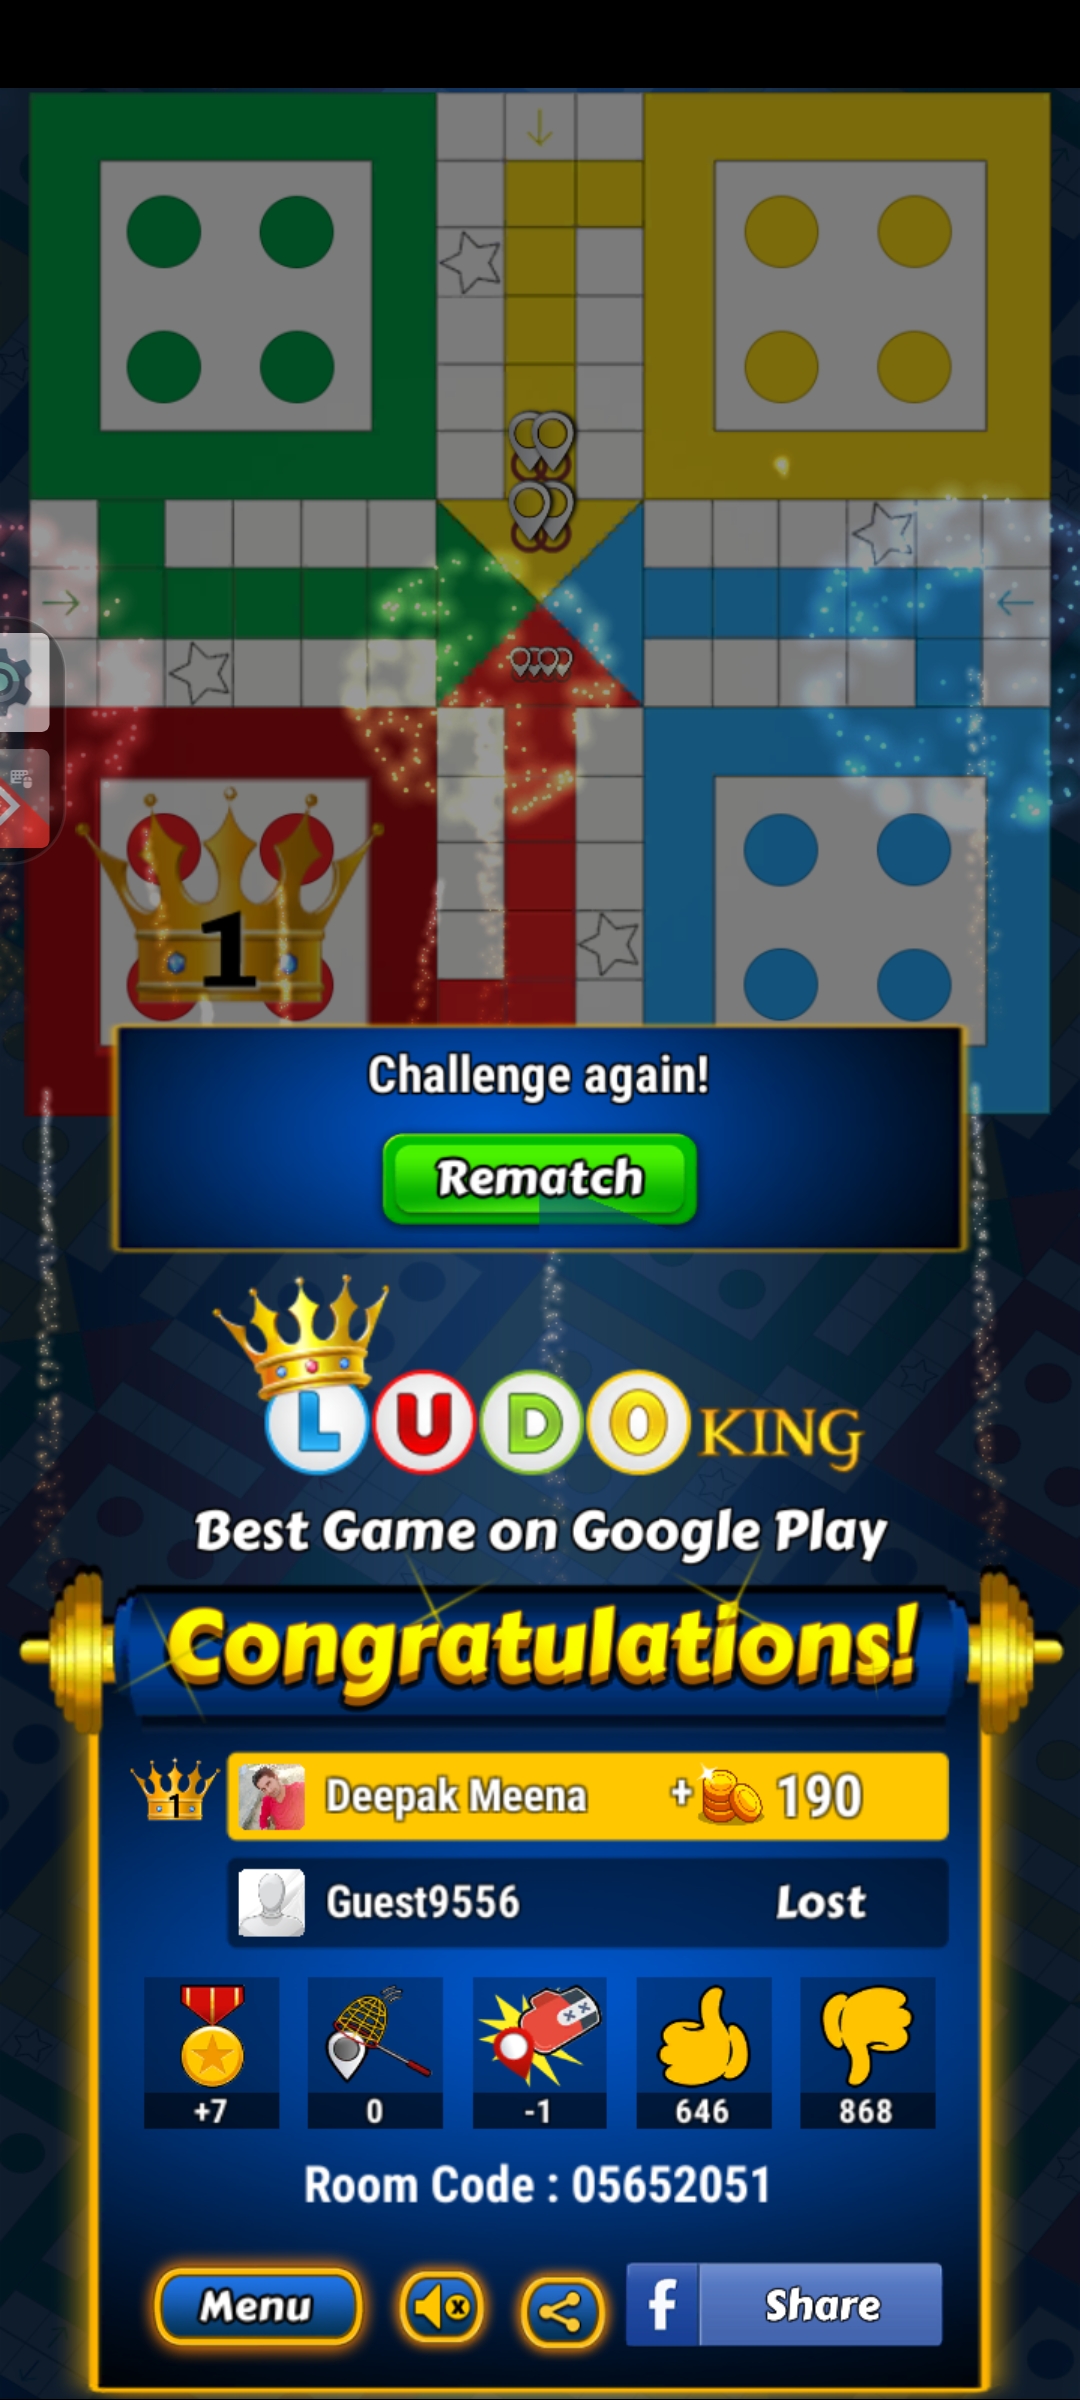 1
Challenge again!
Rematch
LUDO KING
Best Game on Google Play
Congratulations!
1 Deepak Meena + 190
Guest9556 Lost
+7 0 -1 646 868
Room Code : 05652051
Menu x f Share